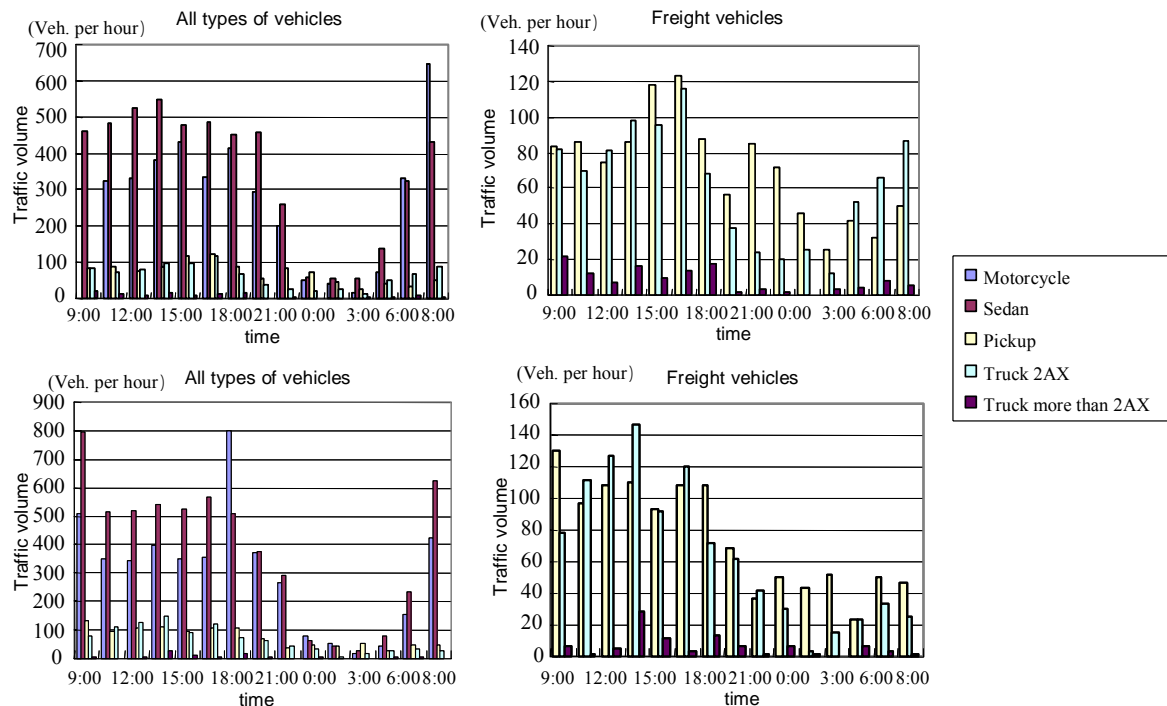 (Veh. per hour) All types of vehicles
700
600
500
400
300
200
100
0
Traffic volume
9:00 12:00 15:00 18:00 21:00 0:00 3:00 6:00 8:00
time
(Veh. per hour) Freight vehicles
140
120
100
80
60
40
20
0
Traffic volume
9:00 12:00 15:00 18:00 21:00 0:00 3:00 6:00 8:00
time
Motorcycle
Sedan
Pickup
Truck 2AX
Truck more than 2AX
(Veh. per hour) All types of vehicles
900
800
700
600
500
400
300
200
100
0
Traffic volume
9:00 12:00 15:00 18:00 21:00 0:00 3:00 6:00 8:00
time
(Veh. per hour) Freight vehicles
160
140
120
100
80
60
40
20
0
Traffic volume
9:00 12:00 15:00 18:00 21:00 0:00 3:00 6:00 8:00
time